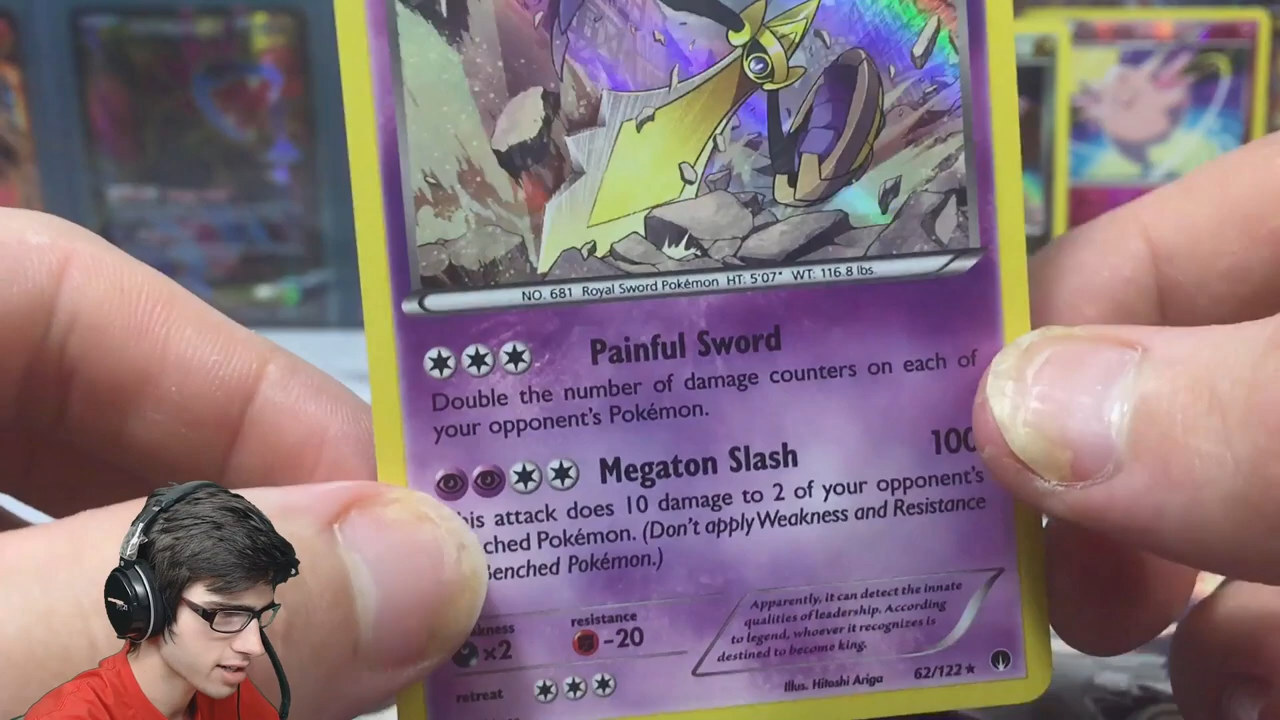 NO. 681 Royal Sword Pokémon HT: 5'07" WT: 116.8 lbs.
Painful Sword
Double the number of damage counters on each of
your opponent's Pokémon.
Megaton Slash 100
is attack does 10 damage to 2 of your opponent's
ched Pokémon. (Don't apply Weakness and Resistance
Benched Pokémon.)
kness
×2
resistance
-20
retreat
Apparently, it can detect the innate
qualities of leadership. According
to legend, whoever it recognizes is
destined to become king.
Illus. Hitoshi Ariga
62/122